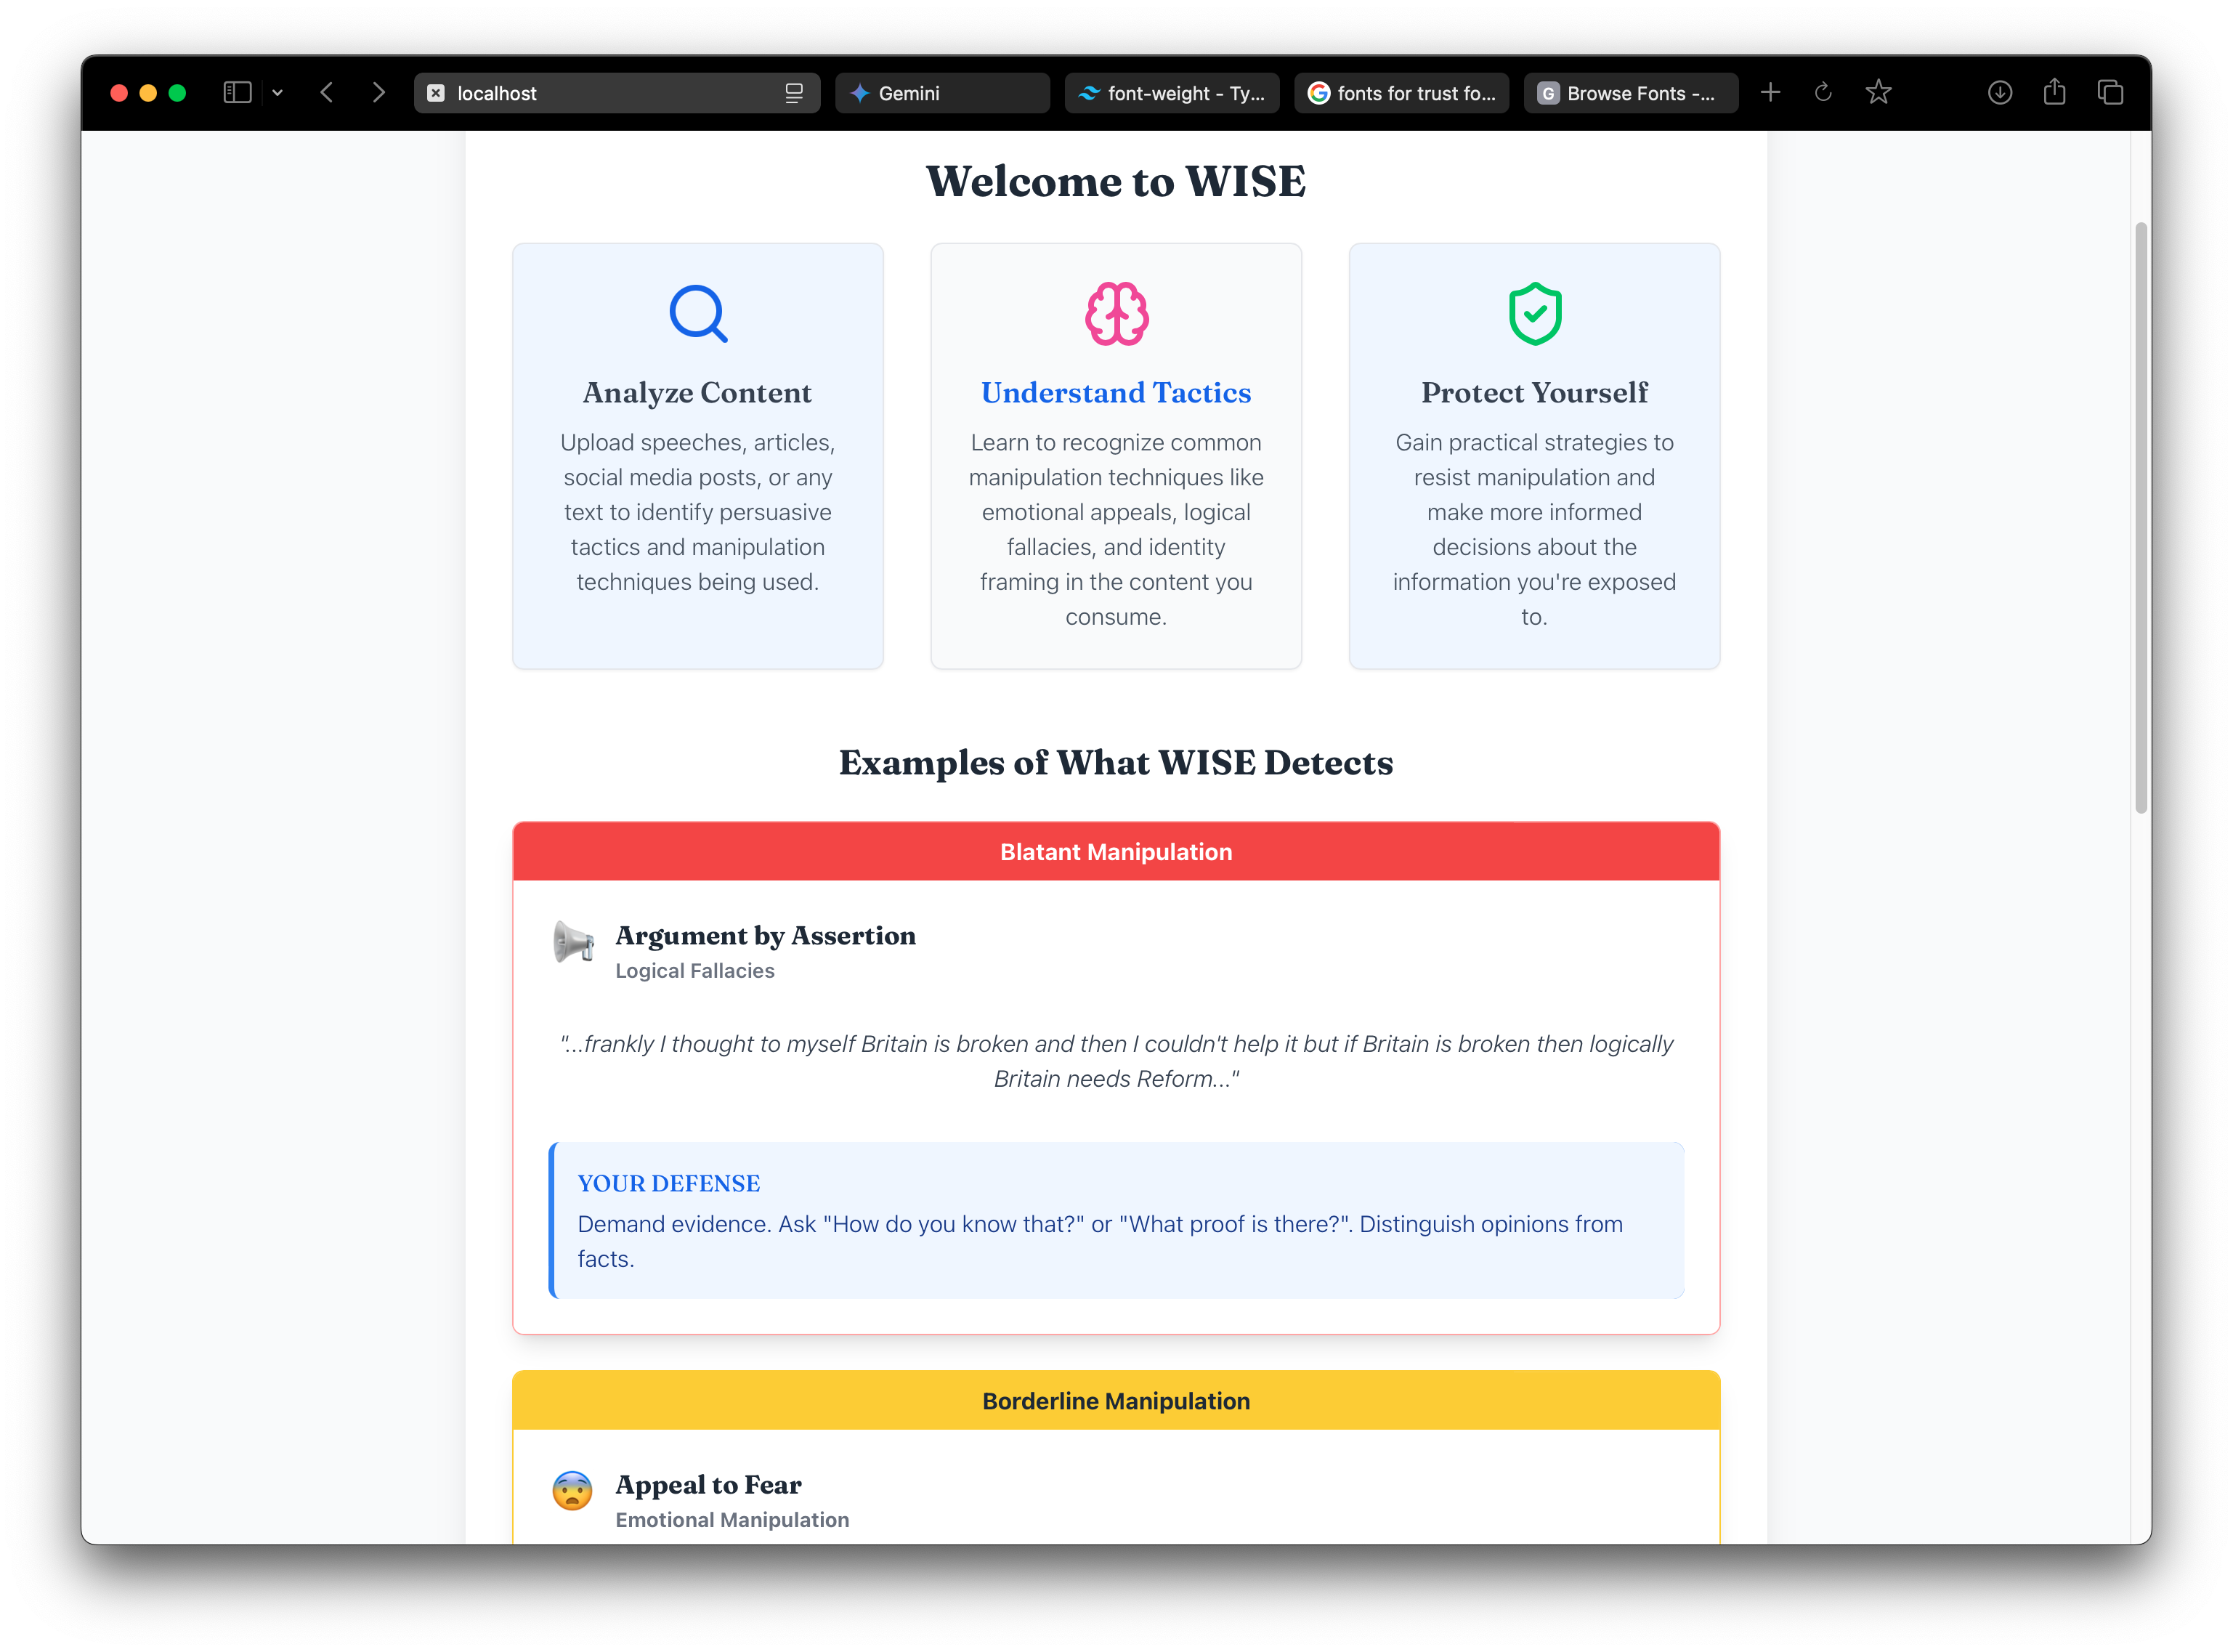 localhost
Gemini
font-weight - Ty...
fonts for trust fo...
G
Browse Fonts -...
Welcome to WISE
Analyze Content
Upload speeches, articles,
social media posts, or any
text to identify persuasive
tactics and manipulation
techniques being used.
Understand Tactics
Learn to recognize common
manipulation techniques like
emotional appeals, logical
fallacies, and identity
framing in the content you
consume.
Protect Yourself
Gain practical strategies to
resist manipulation and
make more informed
decisions about the
information you're exposed
to.
Examples of What WISE Detects
Blatant Manipulation
Argument by Assertion
Logical Fallacies
"...frankly I thought to myself Britain is broken and then I couldn't help it but if Britain is broken then logically
Britain needs Reform..."
YOUR DEFENSE
Demand evidence. Ask "How do you know that?" or "What proof is there?". Distinguish opinions from
facts.
Borderline Manipulation
Appeal to Fear
Emotional Manipulation